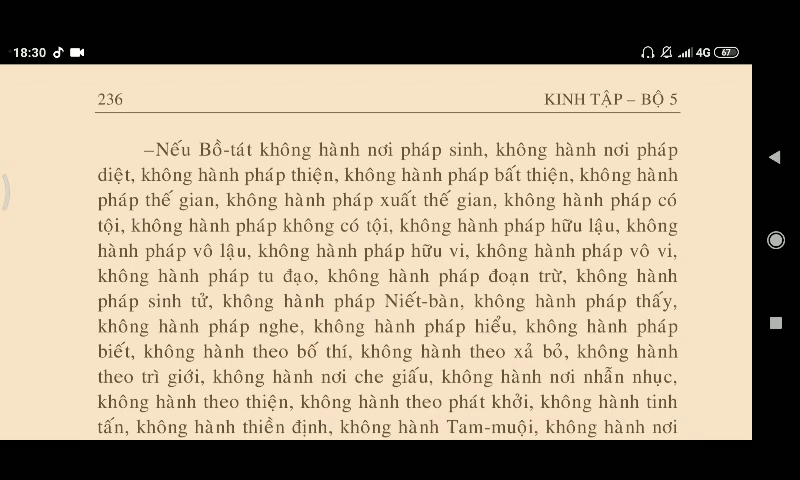 18:30
4G 67
236 KINH TẬP – BỘ 5
–Nếu Bồ-tát không hành nơi pháp sinh, không hành nơi pháp
diệt, không hành pháp thiện, không hành pháp bất thiện, không hành
pháp thế gian, không hành pháp xuất thế gian, không hành pháp có
tội, không hành pháp không có tội, không hành pháp hữu lậu, không
hành pháp vô lậu, không hành pháp hữu vi, không hành pháp vô vi,
không hành pháp tu đạo, không hành pháp đoạn trừ, không hành
pháp sinh tử, không hành pháp Niết-bàn, không hành pháp thấy,
không hành pháp nghe, không hành pháp hiểu, không hành pháp
biết, không hành theo bố thí, không hành theo xả bỏ, không hành
theo trì giới, không hành nơi che giấu, không hành nơi nhẫn nhục,
không hành theo thiện, không hành theo phát khởi, không hành tinh
tấn, không hành thiền định, không hành Tam-muội, không hành nơi